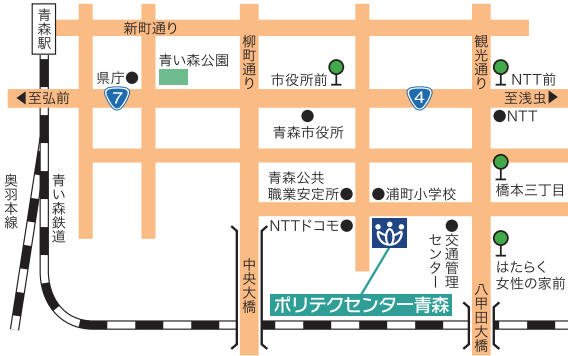 青森駅
新町通り
柳町通り
観光通り
青い森公園
県庁
市役所前
NTT前
至弘前
7
4
至浅虫
青森市役所
NTT
青森公共
職業安定所
浦町小学校
橋本三丁目
奥羽本線
青い森鉄道
NTTドコモ
交通管理
センター
はたらく
女性の家前
中央大橋
ポリテクセンター青森
八甲田大橋